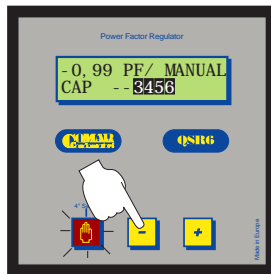 Power Factor Regulator
-0,99 PF/ MANUAL
CAP --3456
COMAR
QSR6
4"
-
+
Made in Europe